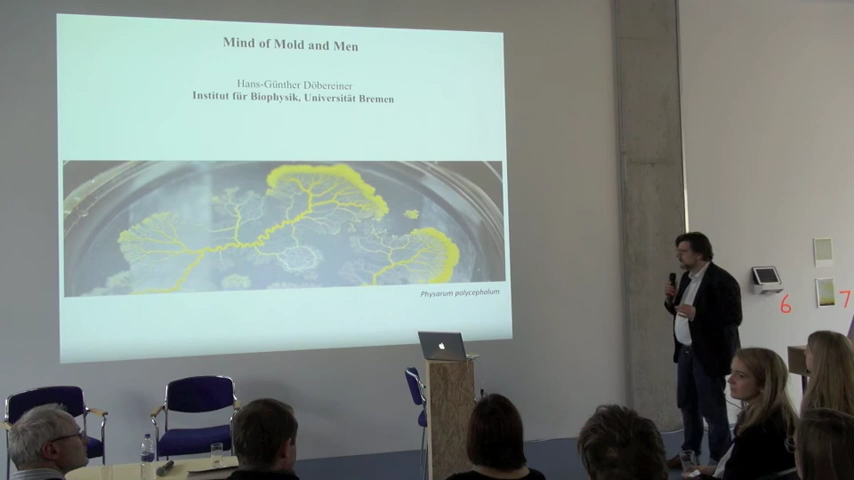 Mind of Mold and Men
Hans-Günther Döbereiner
Institut für Biophysik, Universität Bremen
Physarum polycephalum
6
7